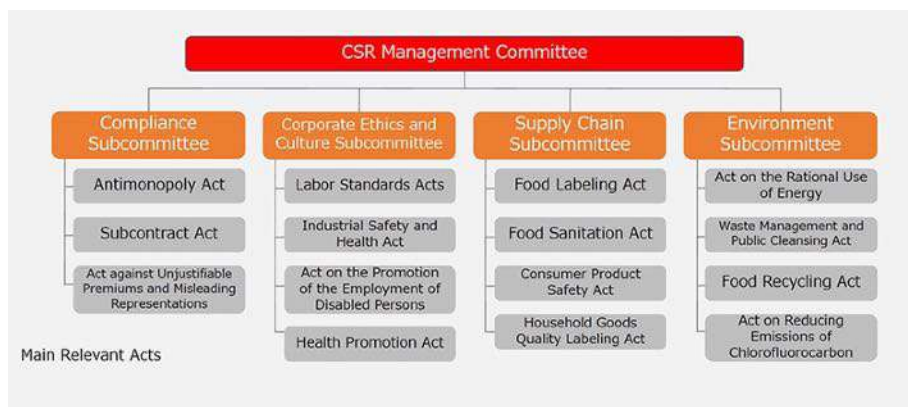 CSR Management Committee
Compliance
Subcommittee
Antimonopoly Act
Subcontract Act
Act against Unjustifiable
Premiums and Misleading
Representations
Corporate Ethics and
Culture Subcommittee
Labor Standards Acts
Industrial Safety and
Health Act
Act on the Promotion
of the Employment of
Disabled Persons
Health Promotion Act
Supply Chain
Subcommittee
Food Labeling Act
Food Sanitation Act
Consumer Product
Safety Act
Household Goods
Quality Labeling Act
Environment
Subcommittee
Act on the Rational Use
of Energy
Waste Management and
Public Cleansing Act
Food Recycling Act
Act on Reducing
Emissions of
Chlorofluorocarbon
Main Relevant Acts